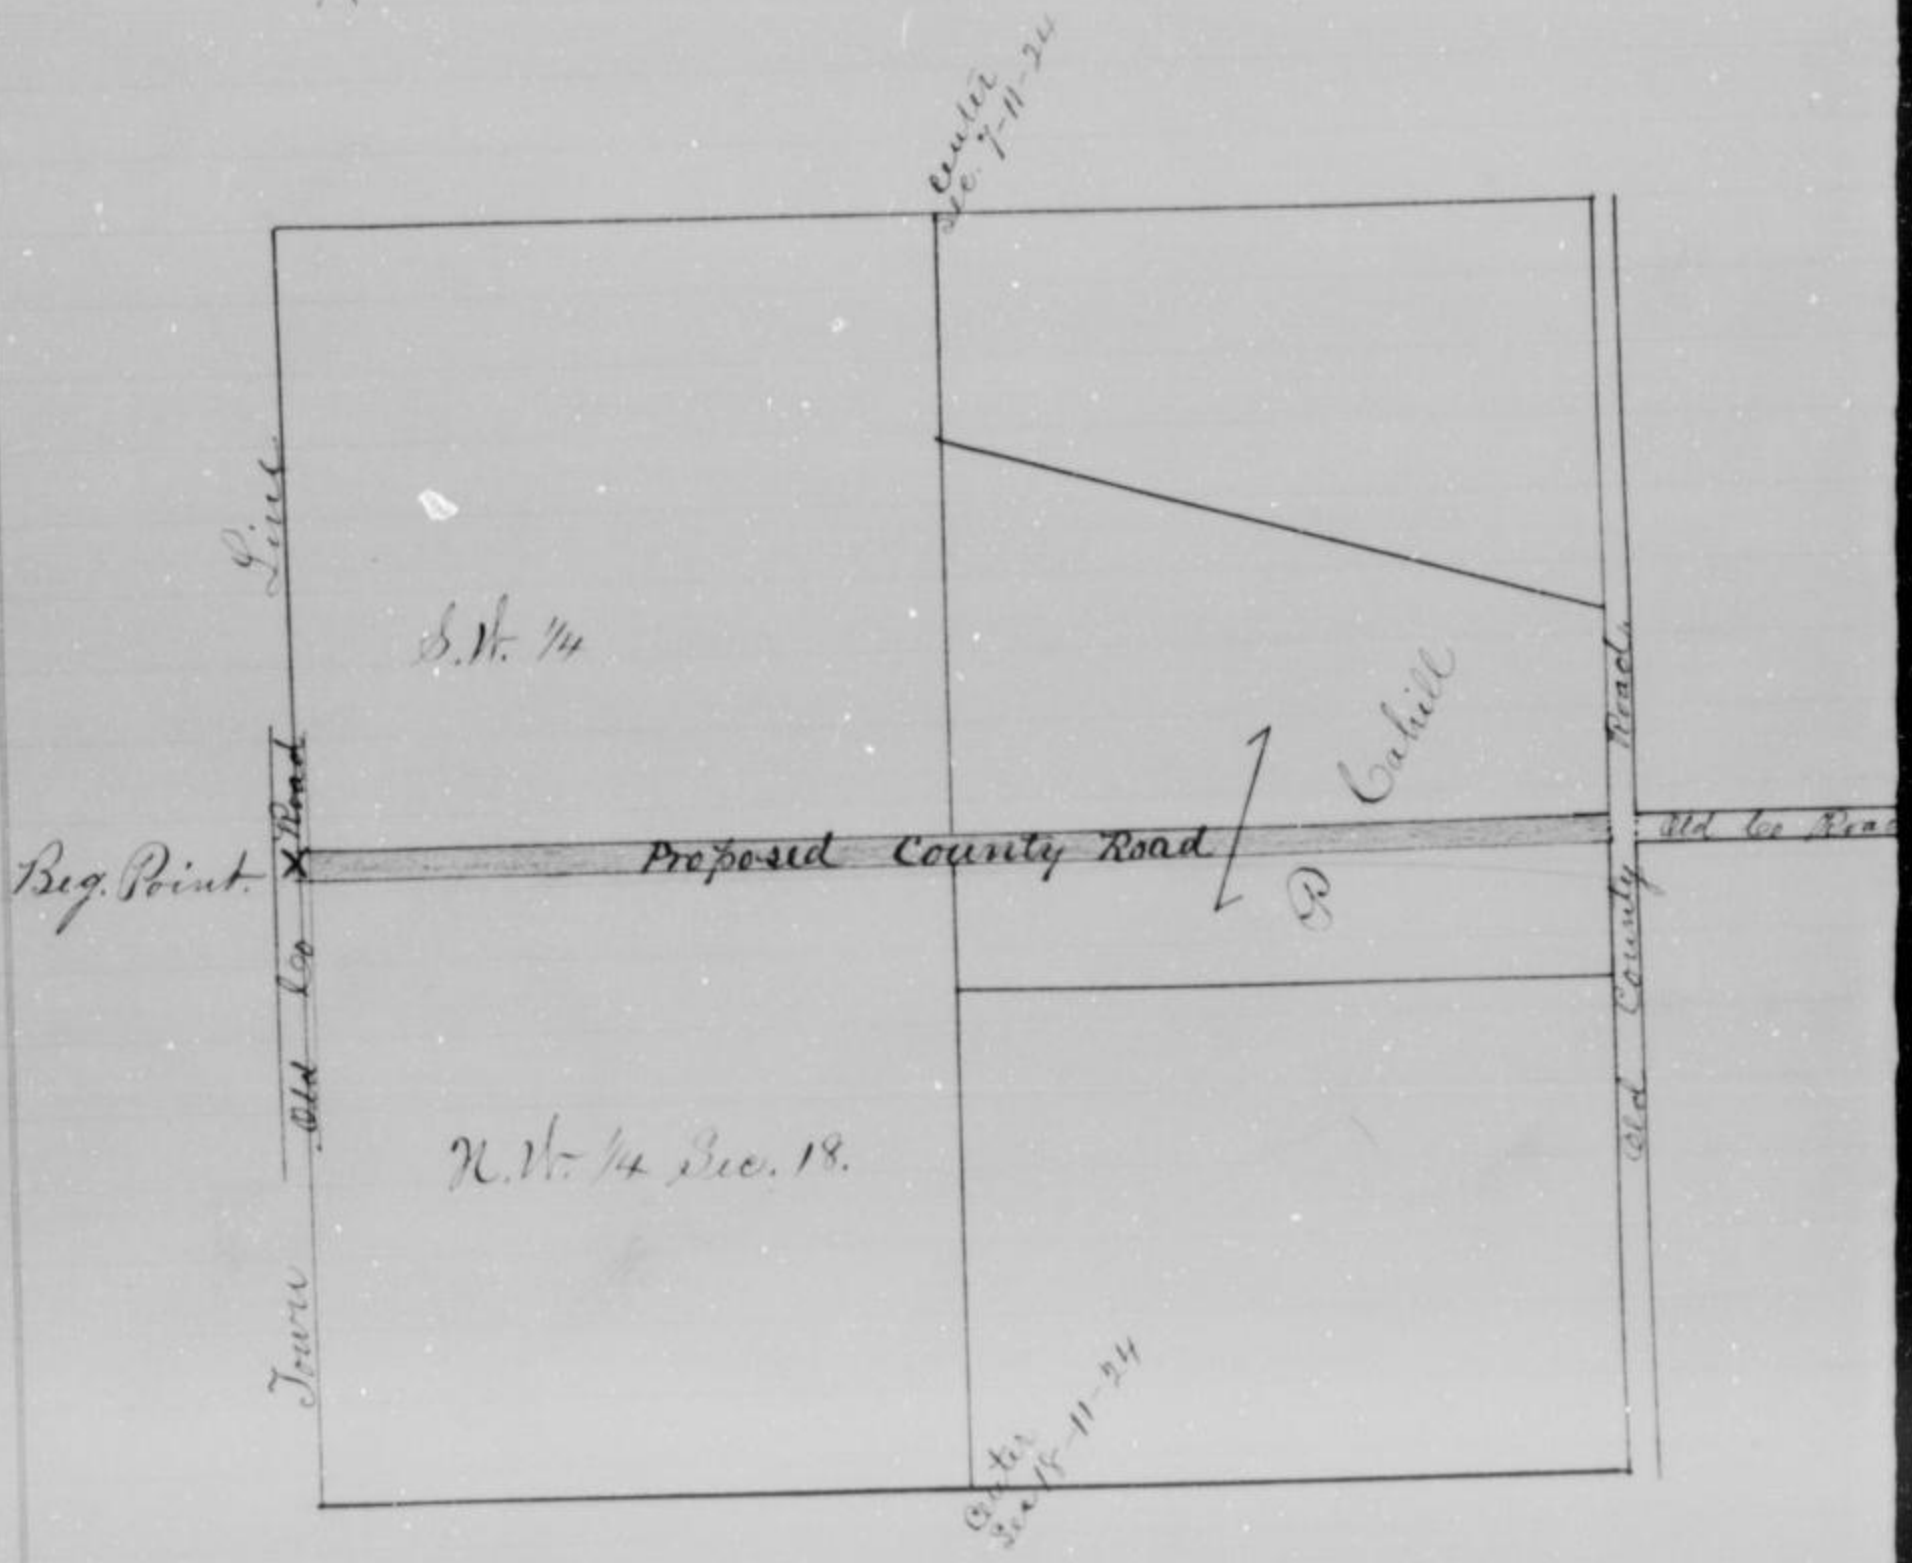 Center
Sec. 7-11-24
Line
S.W. 1/4
Cahill
P
Road
Old Co Road
Proposed County Road
Old Co Road
Beg. Point.
X
Old County
N.W. 1/4 Sec. 18.
Town
Center
Sec 18-11-24